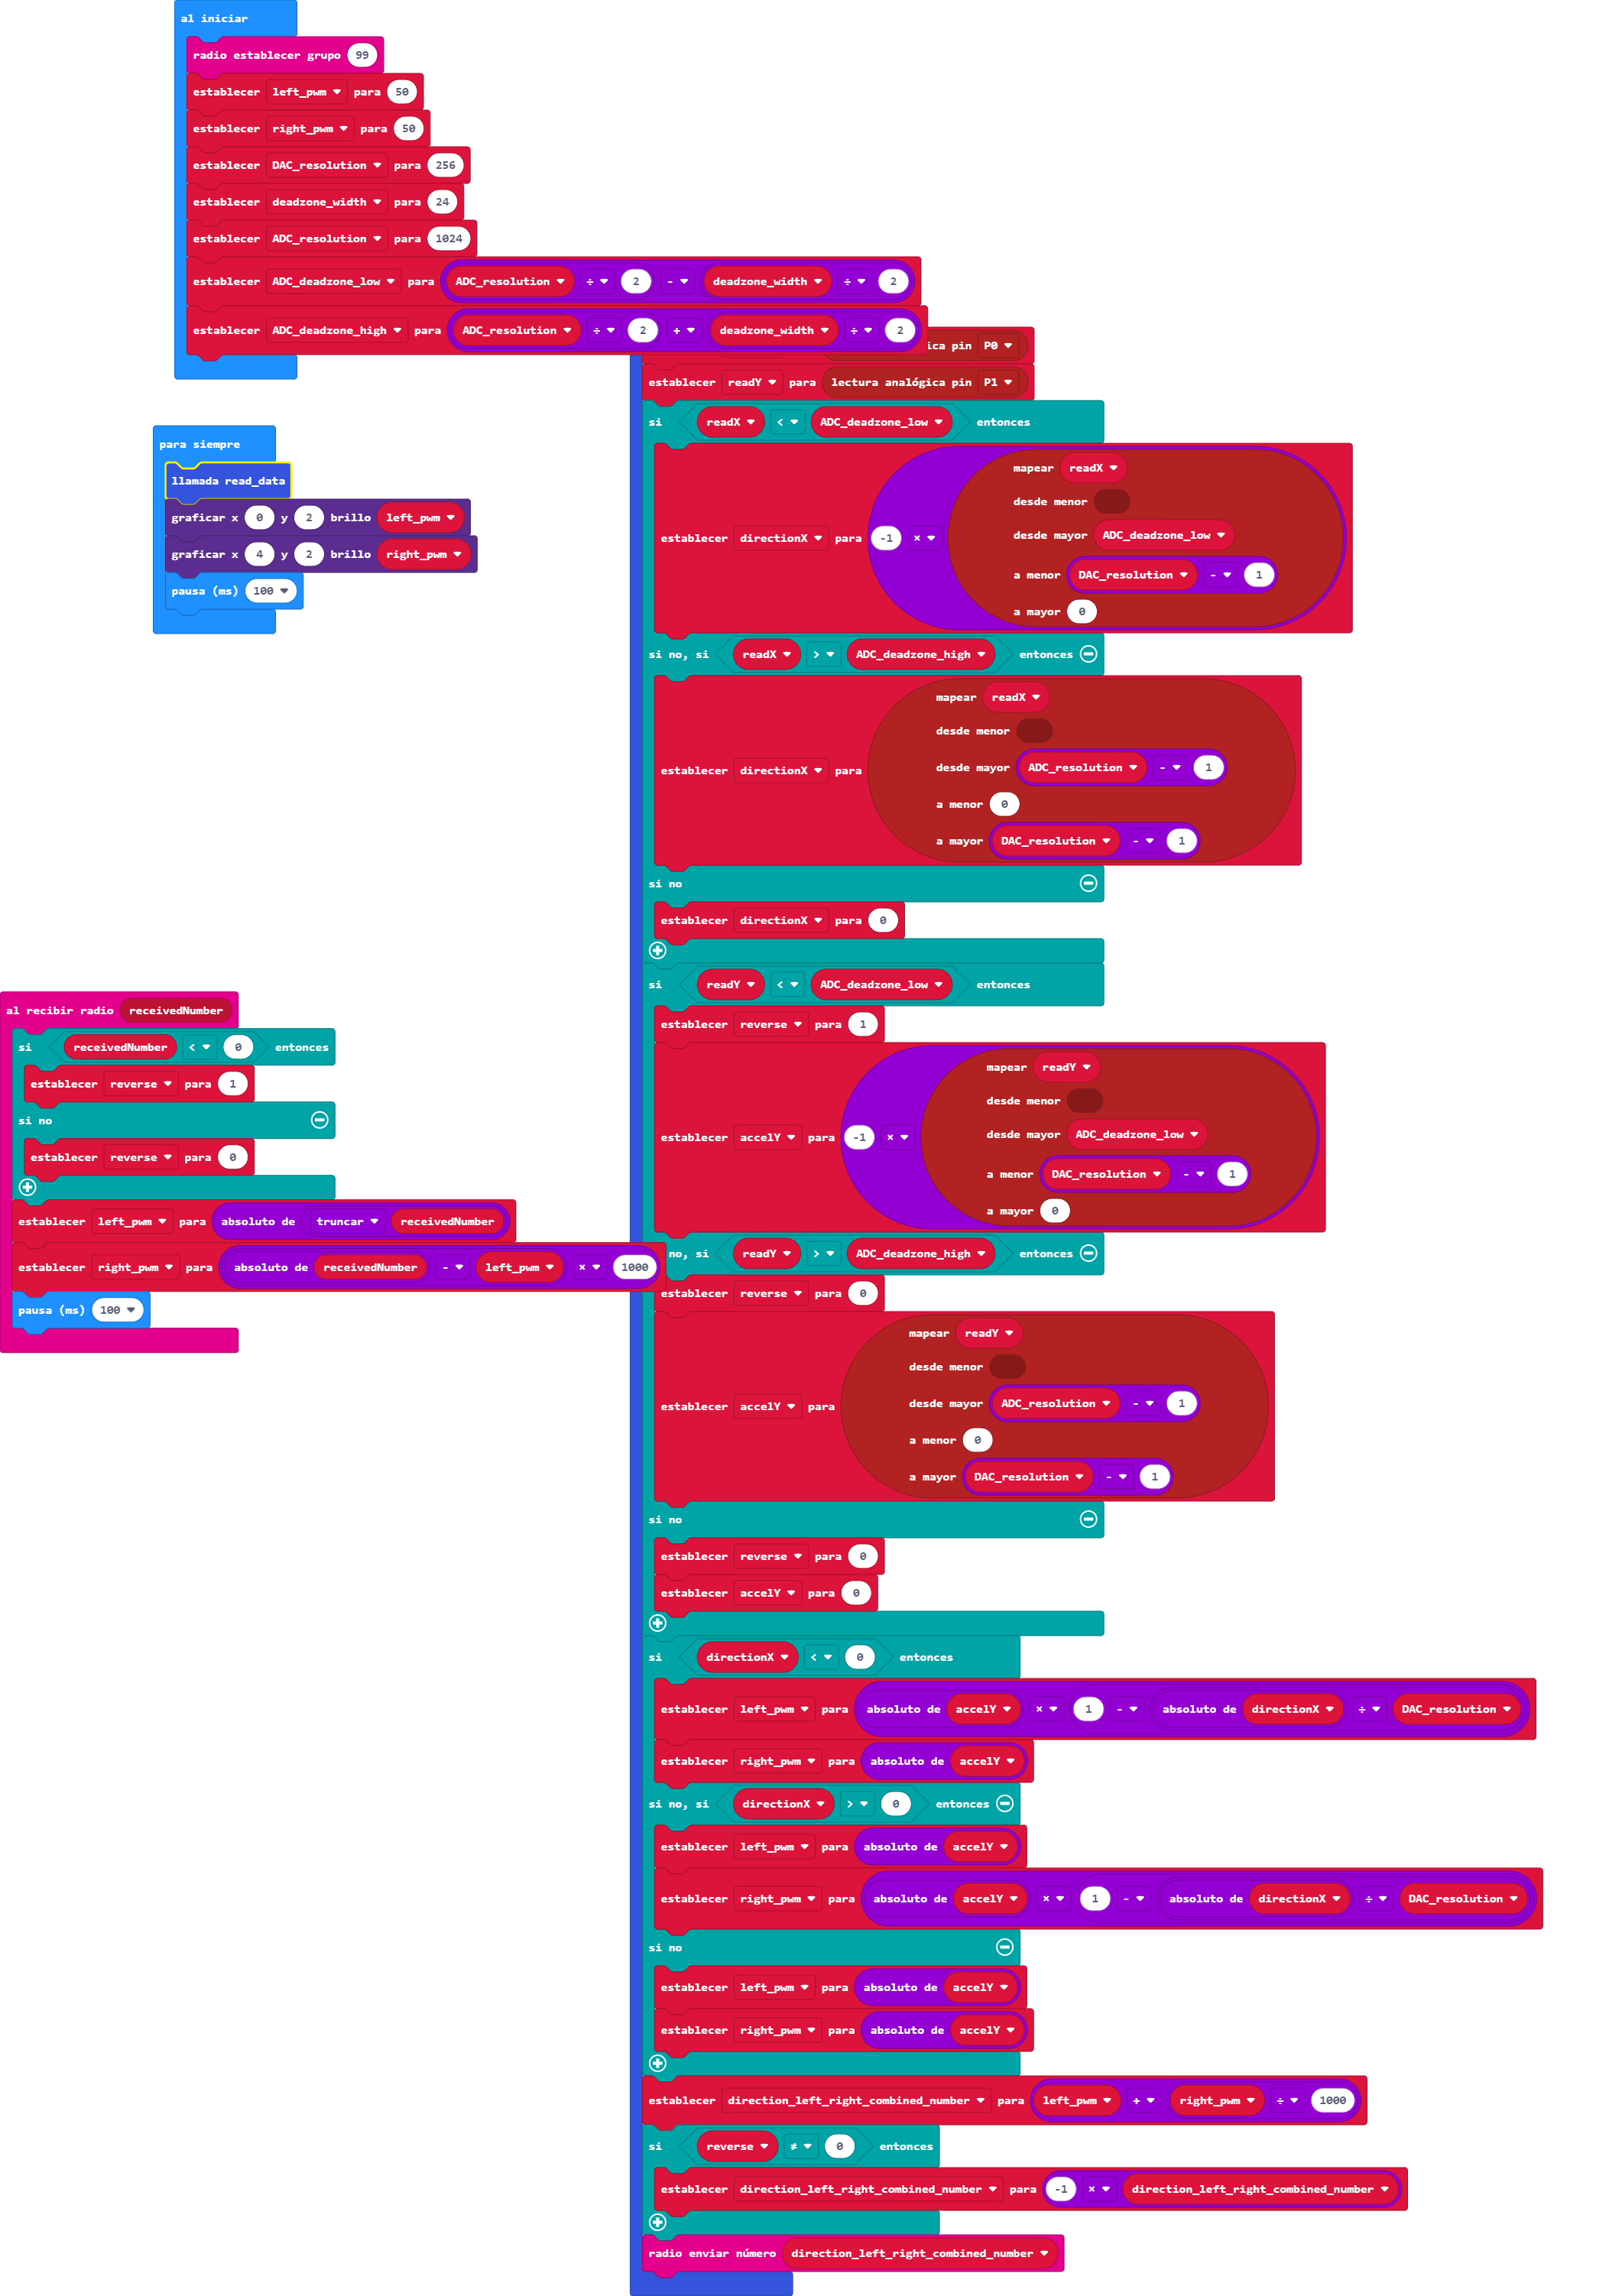 al iniciar
radio establecer grupo 99
establecer left_pwm para 50
establecer right_pwm para 50
establecer DAC_resolution para 256
establecer deadzone_width para 24
establecer ADC_resolution para 1024
establecer ADC_deadzone_low para ADC_resolution ÷ 2 - deadzone_width ÷ 2
establecer ADC_deadzone_high para ADC_resolution ÷ 2 + deadzone_width ÷ 2
para siempre
llamada read_data
graficar x 0 y 2 brillo left_pwm
graficar x 4 y 2 brillo right_pwm
pausa (ms) 100
al recibir radio receivedNumber
si receivedNumber < 0 entonces
establecer reverse para 1
si no
establecer reverse para 0
establecer left_pwm para absoluto de truncar receivedNumber
establecer right_pwm para absoluto de receivedNumber - left_pwm × 1000
pausa (ms) 100
pin P0
establecer readY para lectura analógica pin P1
si readX < ADC_deadzone_low entonces
establecer directionX para -1 ×
mapear readX
desde menor
desde mayor ADC_deadzone_low
a menor DAC_resolution - 1
a mayor 0
si no, si readX > ADC_deadzone_high entonces
establecer directionX para
mapear readX
desde menor
desde mayor ADC_resolution - 1
a menor 0
a mayor DAC_resolution - 1
si no
establecer directionX para 0
si readY < ADC_deadzone_low entonces
establecer reverse para 1
establecer accelY para -1 ×
mapear readY
desde menor
desde mayor ADC_deadzone_low
a menor DAC_resolution - 1
a mayor 0
no, si readY > ADC_deadzone_high entonces
establecer reverse para 0
establecer accelY para
mapear readY
desde menor
desde mayor ADC_resolution - 1
a menor 0
a mayor DAC_resolution - 1
si no
establecer reverse para 0
establecer accelY para 0
si directionX < 0 entonces
establecer left_pwm para absoluto de accelY × 1 - absoluto de directionX ÷ DAC_resolution
establecer right_pwm para absoluto de accelY
si no, si directionX > 0 entonces
establecer left_pwm para absoluto de accelY
establecer right_pwm para absoluto de accelY × 1 - absoluto de directionX ÷ DAC_resolution
si no
establecer left_pwm para absoluto de accelY
establecer right_pwm para absoluto de accelY
establecer direction_left_right_combined_number para left_pwm + right_pwm ÷ 1000
si reverse ≠ 0 entonces
establecer direction_left_right_combined_number para -1 × direction_left_right_combined_number
radio enviar número direction_left_right_combined_number